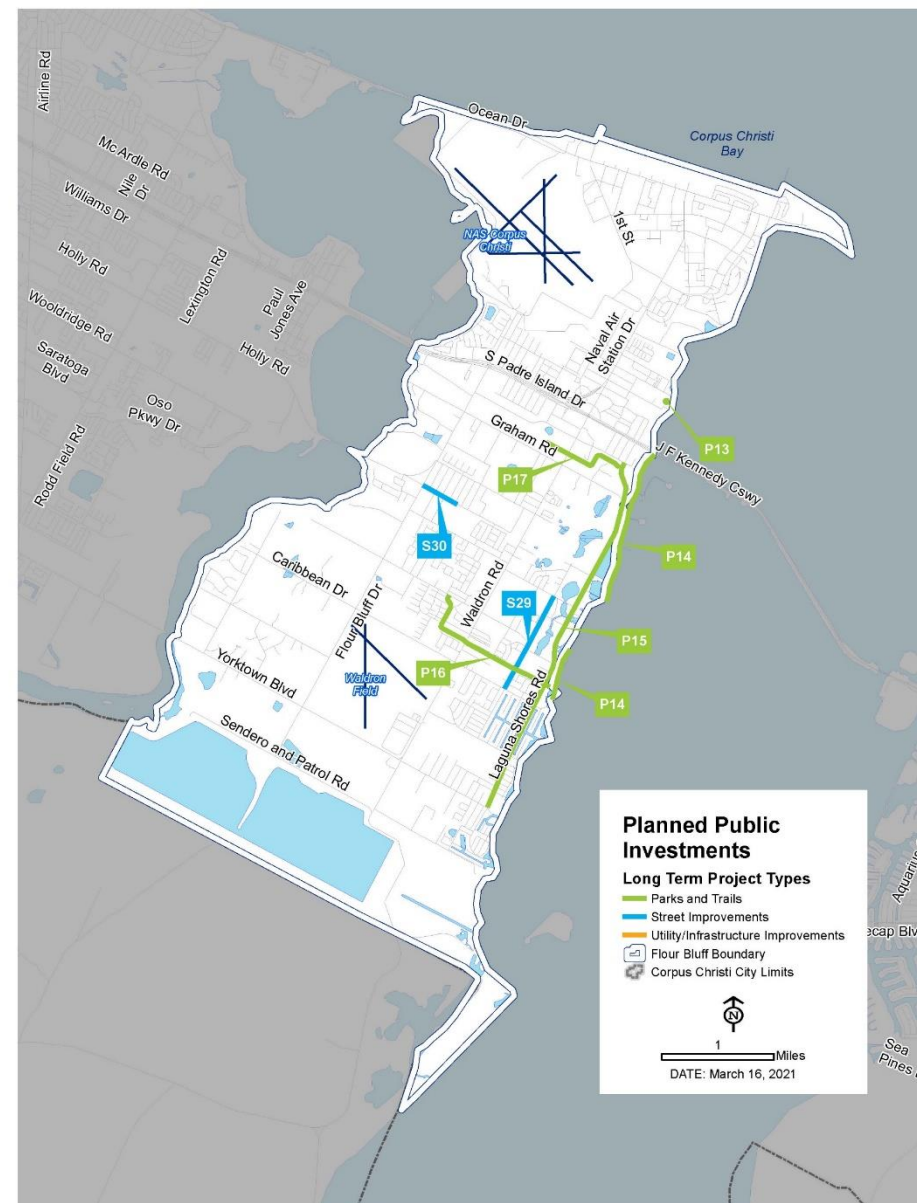 Ocean Dr
Airline Rd
Corpus Christi
Bay
Mc Ardle Rd
Nile
Dr
Williams Dr
1st St
NAS Corpus
Christi
Holly Rd
Lexington Rd
Paul
Jones Ave
Wooldridge Rd
Naval Air
Station Dr
Saratoga
Blvd
Holly Rd
S Padre Island Dr
Oso
Pkwy Dr
Rodd Field Rd
Graham Rd
J F Kennedy Cswy
P13
P17
S30
P14
Caribbean Dr
Waldron Rd
S29
Flour Bluff Dr
P15
Yorktown Blvd
P16
Waldron
Field
Laguna Shores Rd
P14
Sendero and Patrol Rd
Planned Public
Investments
Long Term Project Types
Parks and Trails
Street Improvements
Utility/Infrastructure Improvements
Flour Bluff Boundary
Corpus Christi City Limits
N
1
Miles
DATE: March 16, 2021
Aquarius
ecap Blv
Sea
Pines